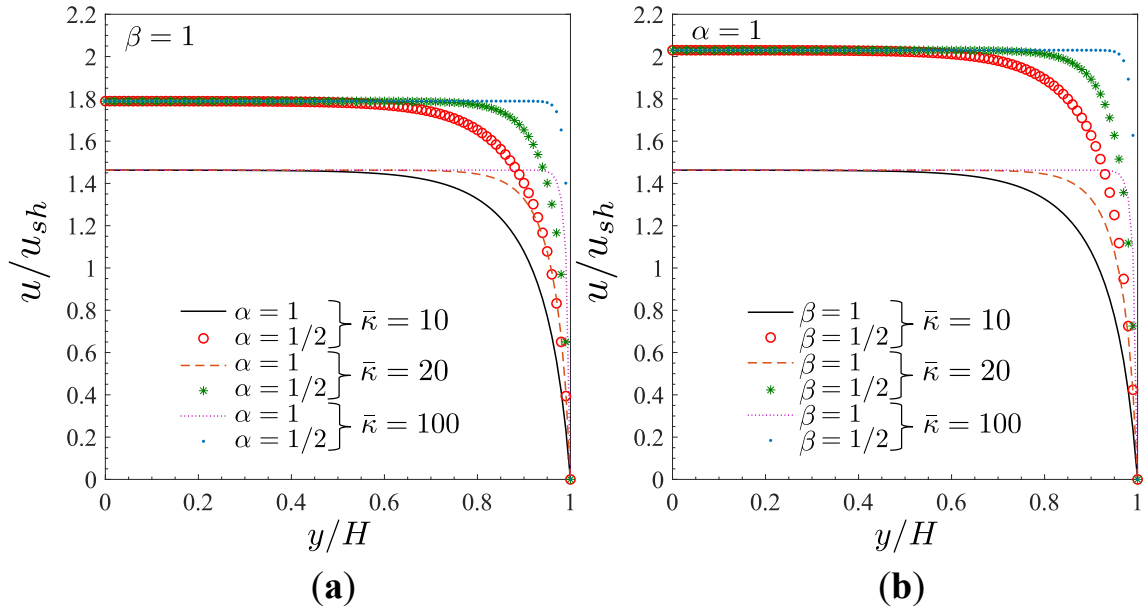 2.2
2
1.8
1.6
1.4
1.2
1
0.8
0.6
0.4
0.2
0
β = 1
u/u_{sh}
α = 1
α = 1/2 } κ̄ = 10
α = 1
α = 1/2 } κ̄ = 20
α = 1
α = 1/2 } κ̄ = 100
0 0.2 0.4 0.6 0.8 1
y/H
(a)
2.2
2
1.8
1.6
1.4
1.2
1
0.8
0.6
0.4
0.2
0
α = 1
u/u_{sh}
β = 1
β = 1/2 } κ̄ = 10
β = 1
β = 1/2 } κ̄ = 20
β = 1
β = 1/2 } κ̄ = 100
0 0.2 0.4 0.6 0.8 1
y/H
(b)